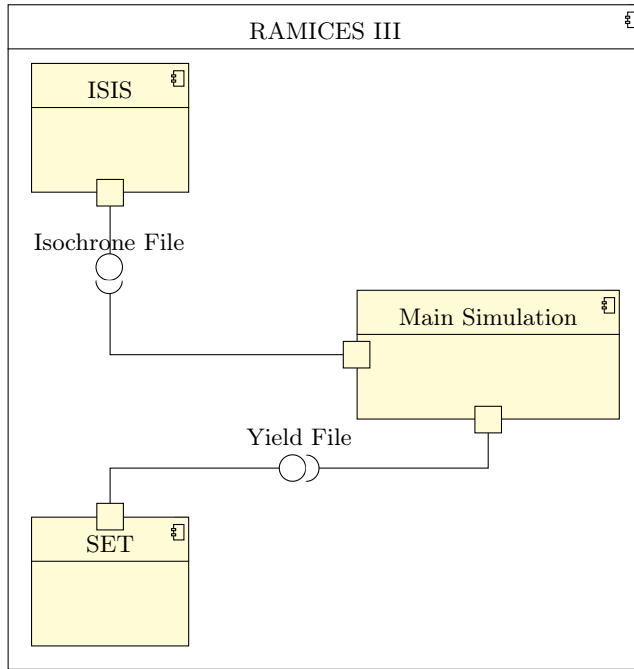 RAMICES III
ISIS
Isochrone File
Main Simulation
Yield File
SET